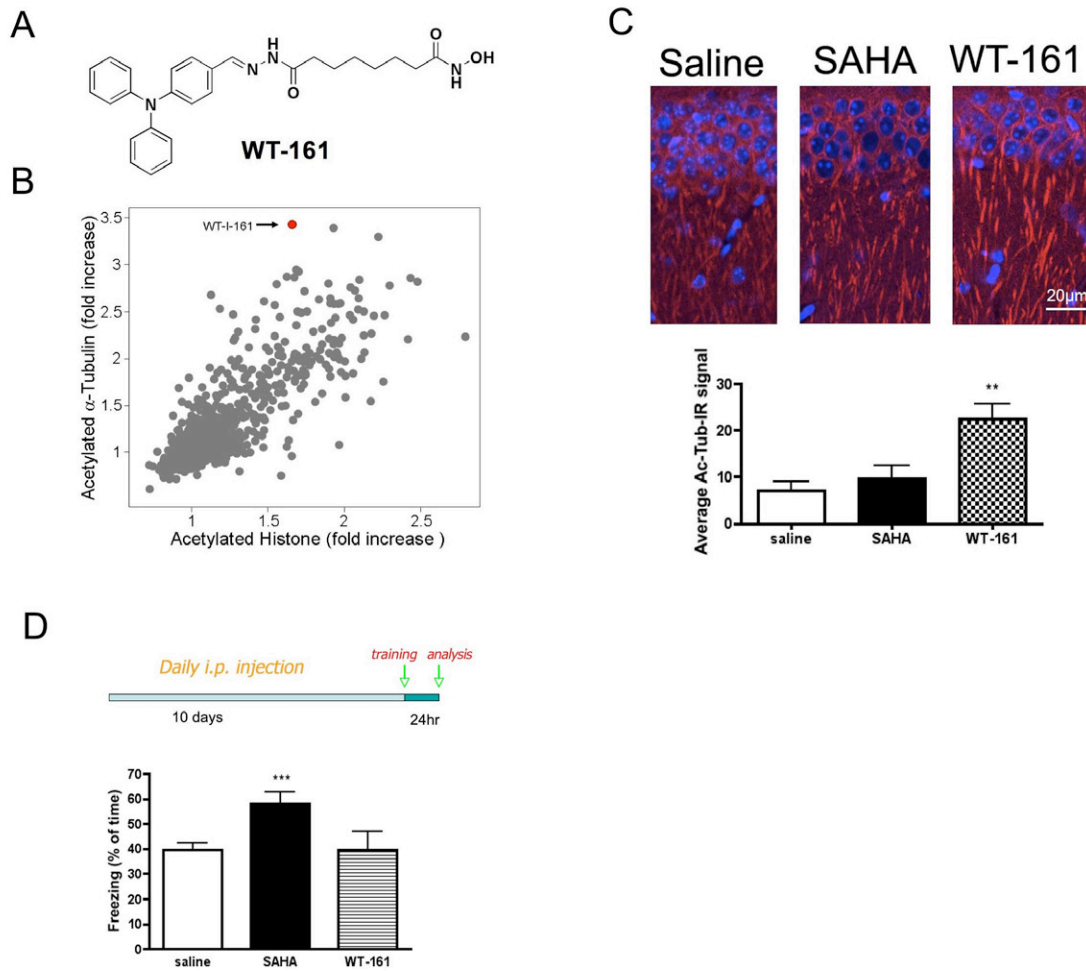 A
H
N
N
N
H
O
O
N
H
OH
WT-161
B
Acetylated α-Tubulin (fold increase)
3.5
3
2.5
2
1.5
1
WT-I-161
1
1.5
2
2.5
Acetylated Histone (fold increase )
C
Saline SAHA WT-161
20µm
Average Ac-Tub-IR signal
30
20
10
0
**
saline SAHA WT-161
D
Daily i.p. injection
training analysis
10 days
24hr
Freezing (% of time)
70
60
50
40
30
20
10
0
***
saline SAHA WT-161